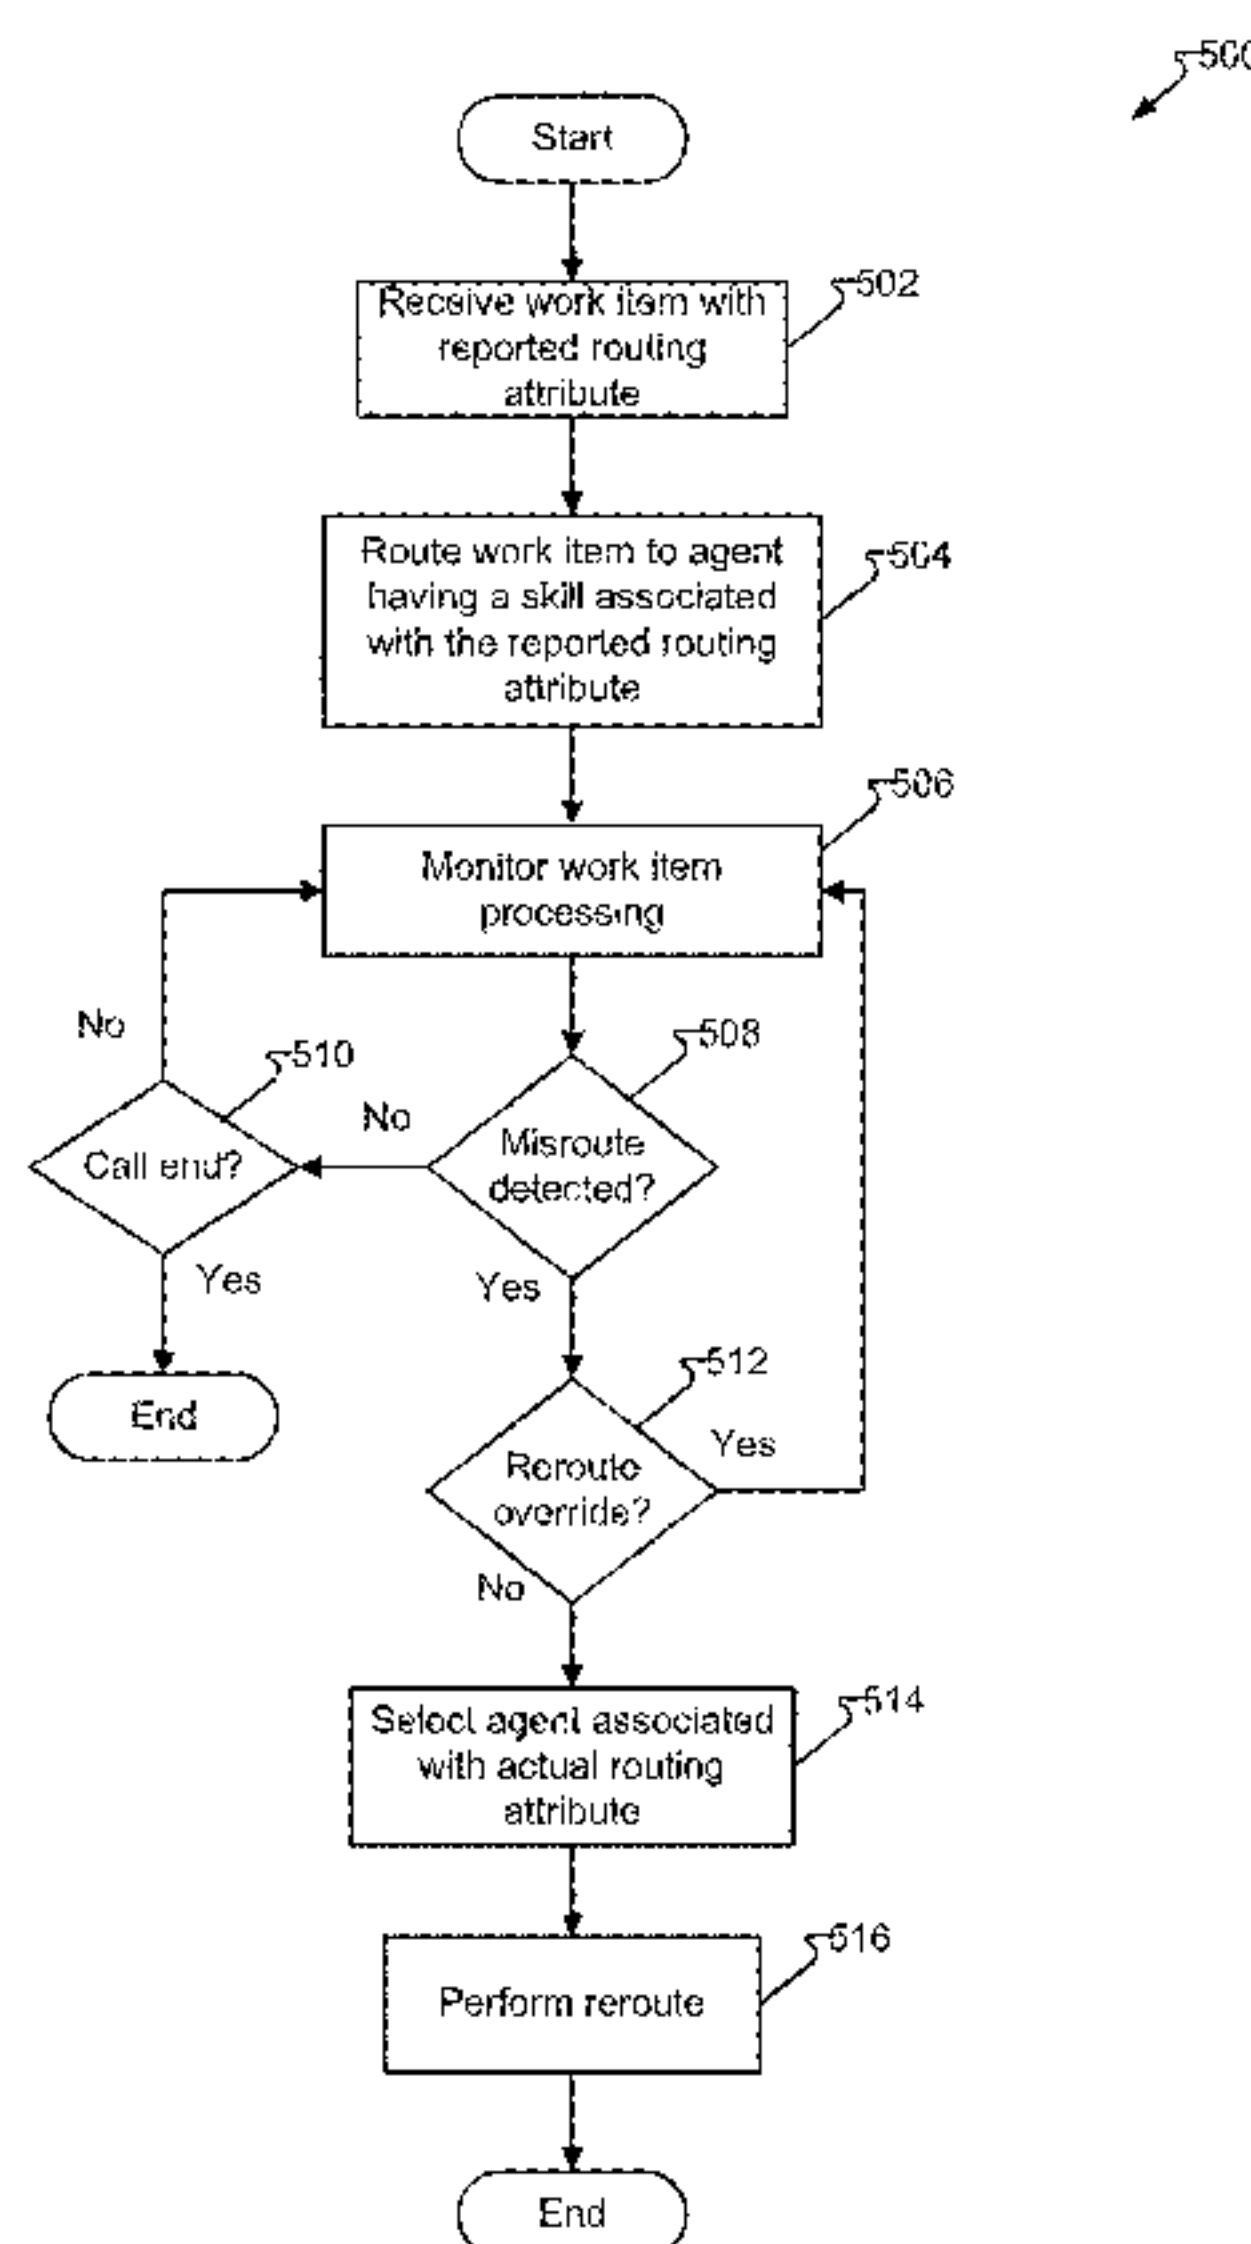 500
Start
Receive work item with
reported routing
attribute
502
Route work item to agent
having a skill associated
with the reported routing
attribute
504
506
Monitor work item
processing
No
508
510
No
Call end?
Misroute
detected?
Yes
Yes
512
End
Reroute
override?
Yes
No
Select agent associated
with actual routing
attribute
514
516
Perform reroute
End